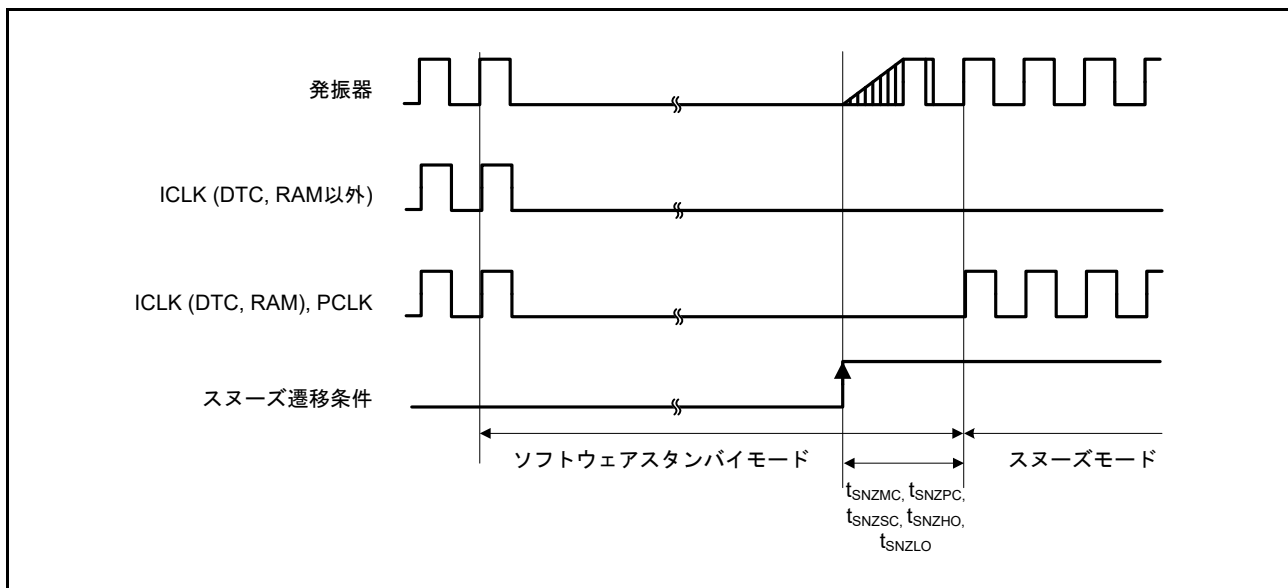 発振器
ICLK (DTC, RAM以外)
ICLK (DTC, RAM), PCLK
スヌーズ遷移条件
ソフトウェアスタンバイモード
スヌーズモード
tSNZMC, tSNZPC,
tSNZSC, tSNZHO,
tSNZLO